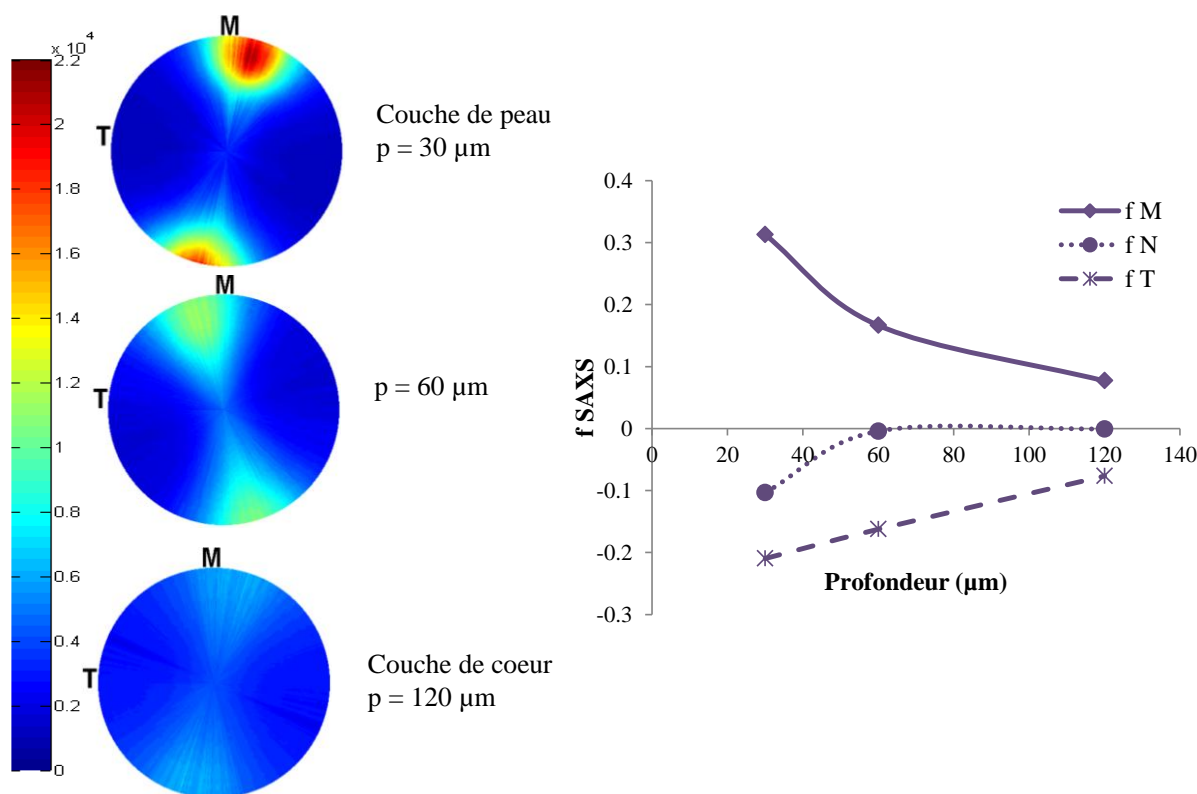 x 10^4
2.2
2
1.8
1.6
1.4
1.2
1
0.8
0.6
0.4
0.2
0
M
T
Couche de peau
p = 30 µm
M
T
p = 60 µm
M
T
Couche de coeur
p = 120 µm
0.4
0.3
0.2
0.1
0
-0.1
-0.2
-0.3
f SAXS
0 20 40 60 80 100 120 140
Profondeur (µm)
f M
f N
f T